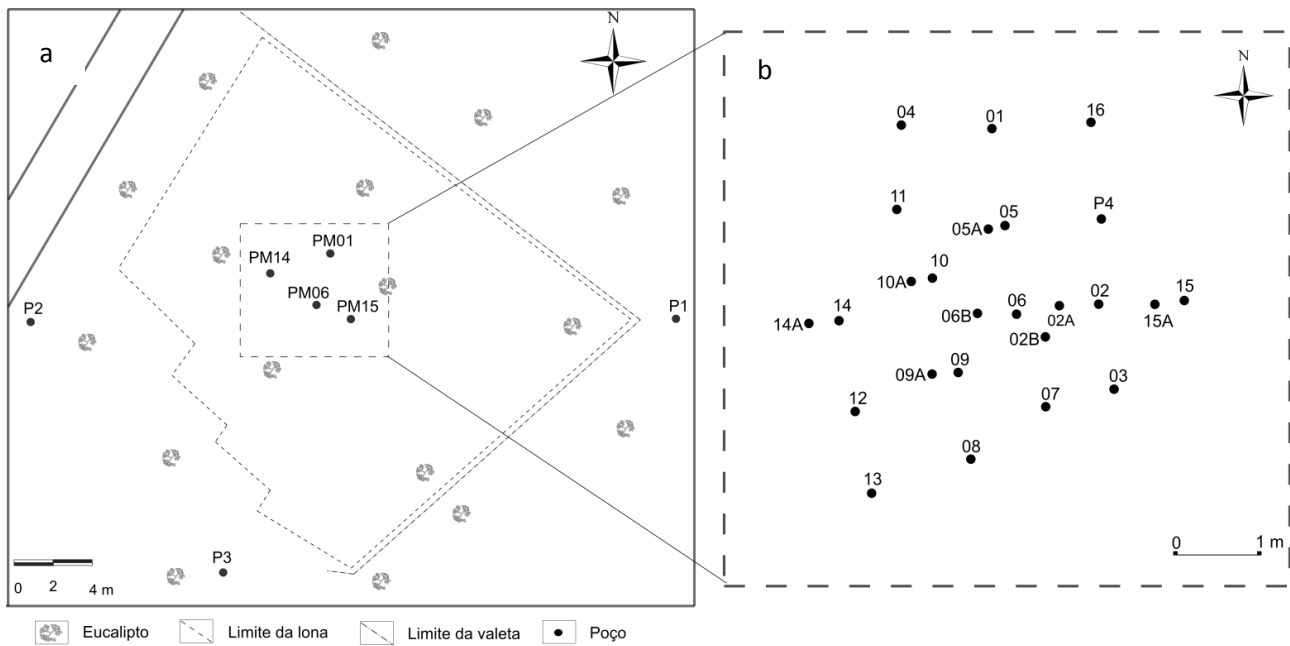 a
N
PM01
PM14
PM06
PM15
P2
P1
P3
0 2 4 m
b
N
04
01
16
11
05A
05
P4
10A
10
14A
14
06B
06
02A
02
02B
15A
15
09A
09
03
07
12
08
13
0 1 m
Eucalipto
Limite da lona
Limite da valeta
Poço